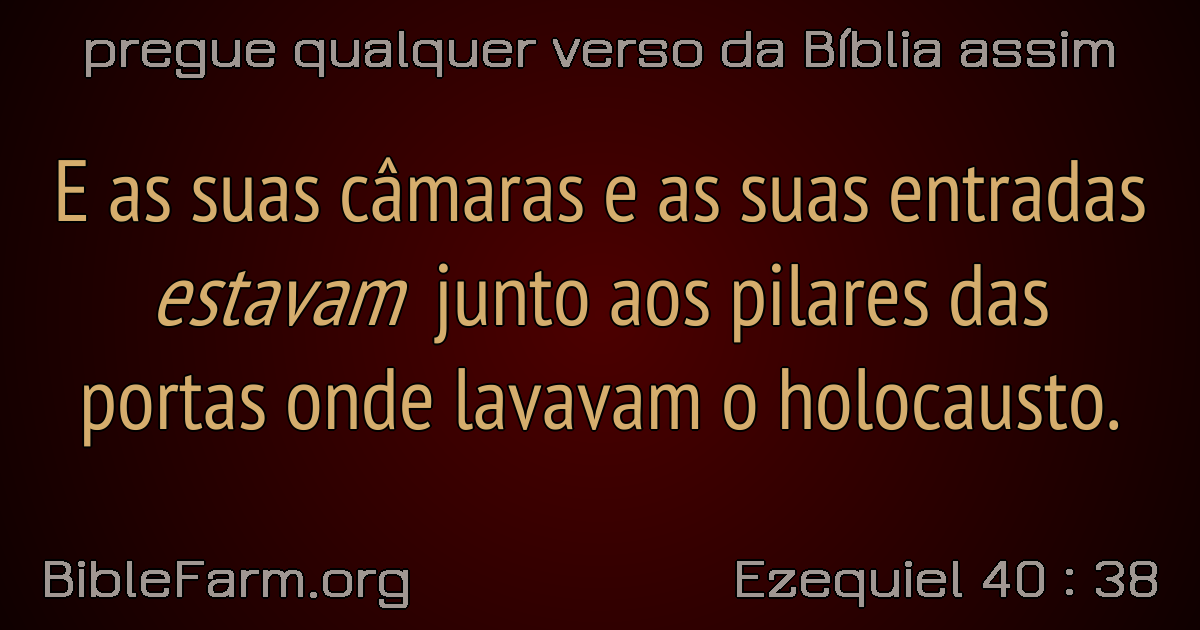 pregue qualquer verso da Bíblia assim
E as suas câmaras e as suas entradas
estavam junto aos pilares das
portas onde lavavam o holocausto.
BibleFarm.org
Ezequiel 40 : 38